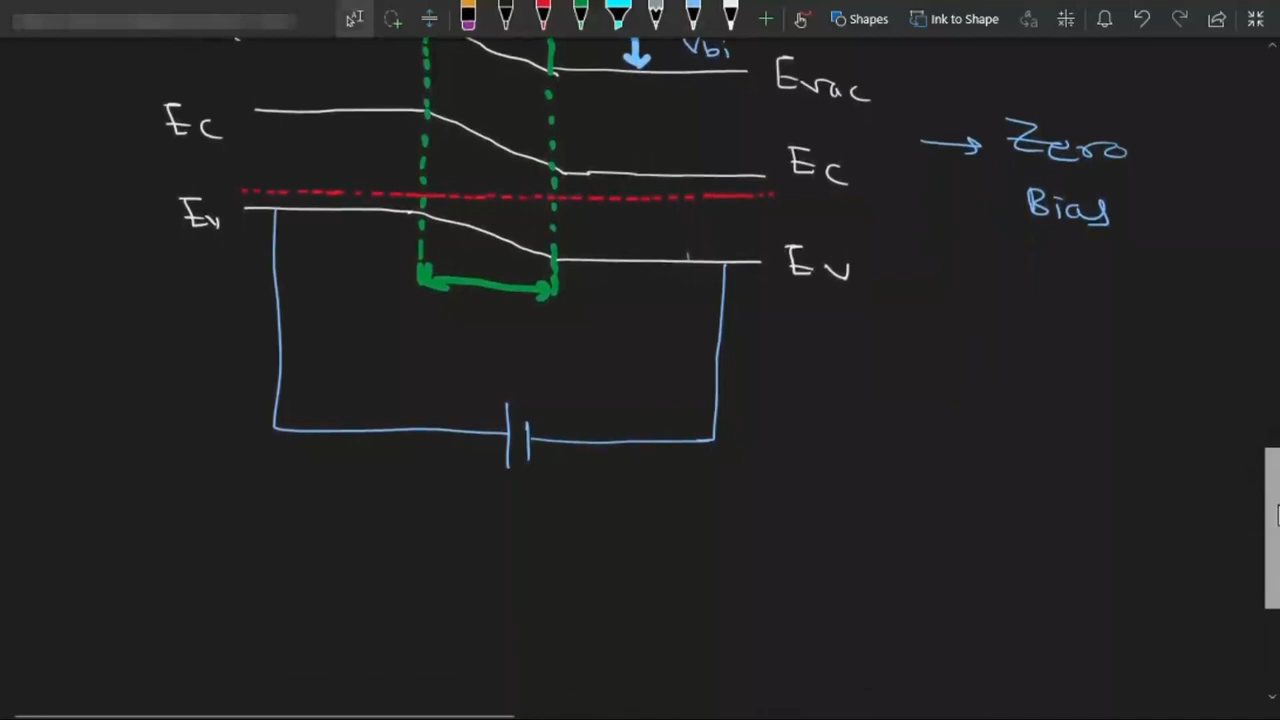 Shapes
Ink to Shape
Vbi
Evac
Ec
Ec
Zero
Bias
Ev
Ev